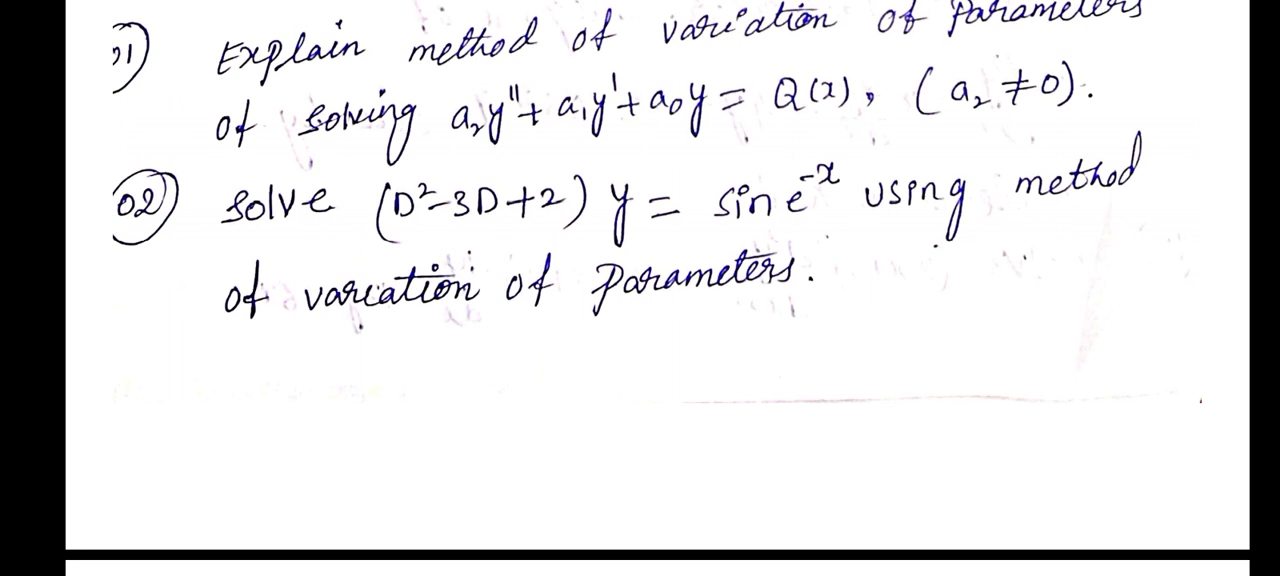 01) Explain method of variation of parameters
of solving a₂y'' + a₁y' + a₀y = Q(x), (a₂ ≠ 0).
02) Solve (D²-3D+2) y = sin e⁻ˣ using method
of variation of parameters.